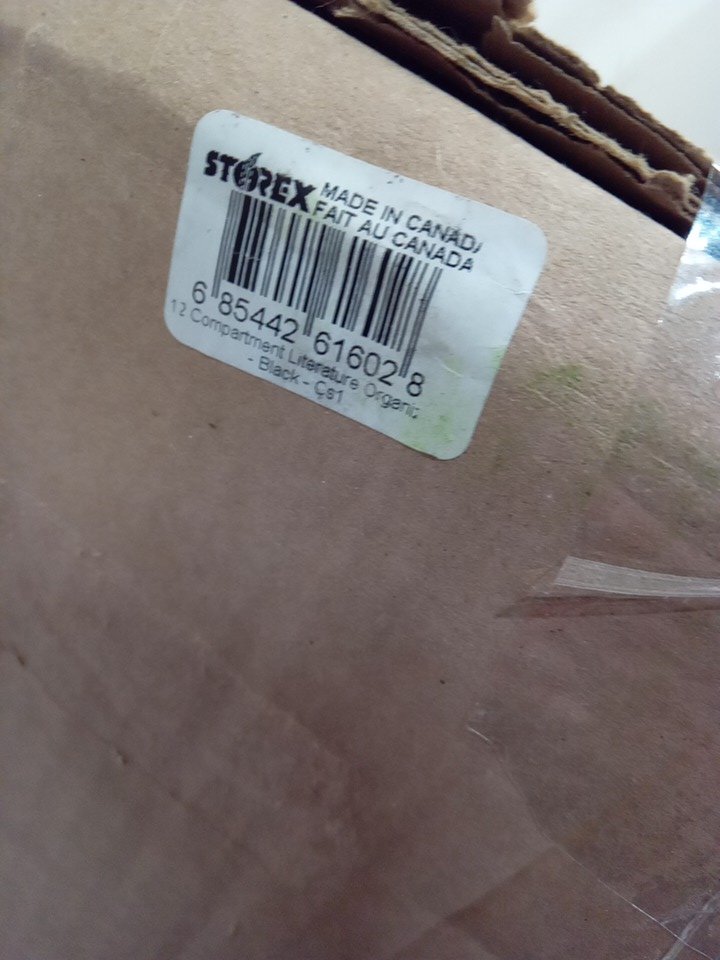 STOREX MADE IN CANADA
FAIT AU CANADA
6 85442 61602 8
12 Compartment Literature Organiz
- Black - Cs1